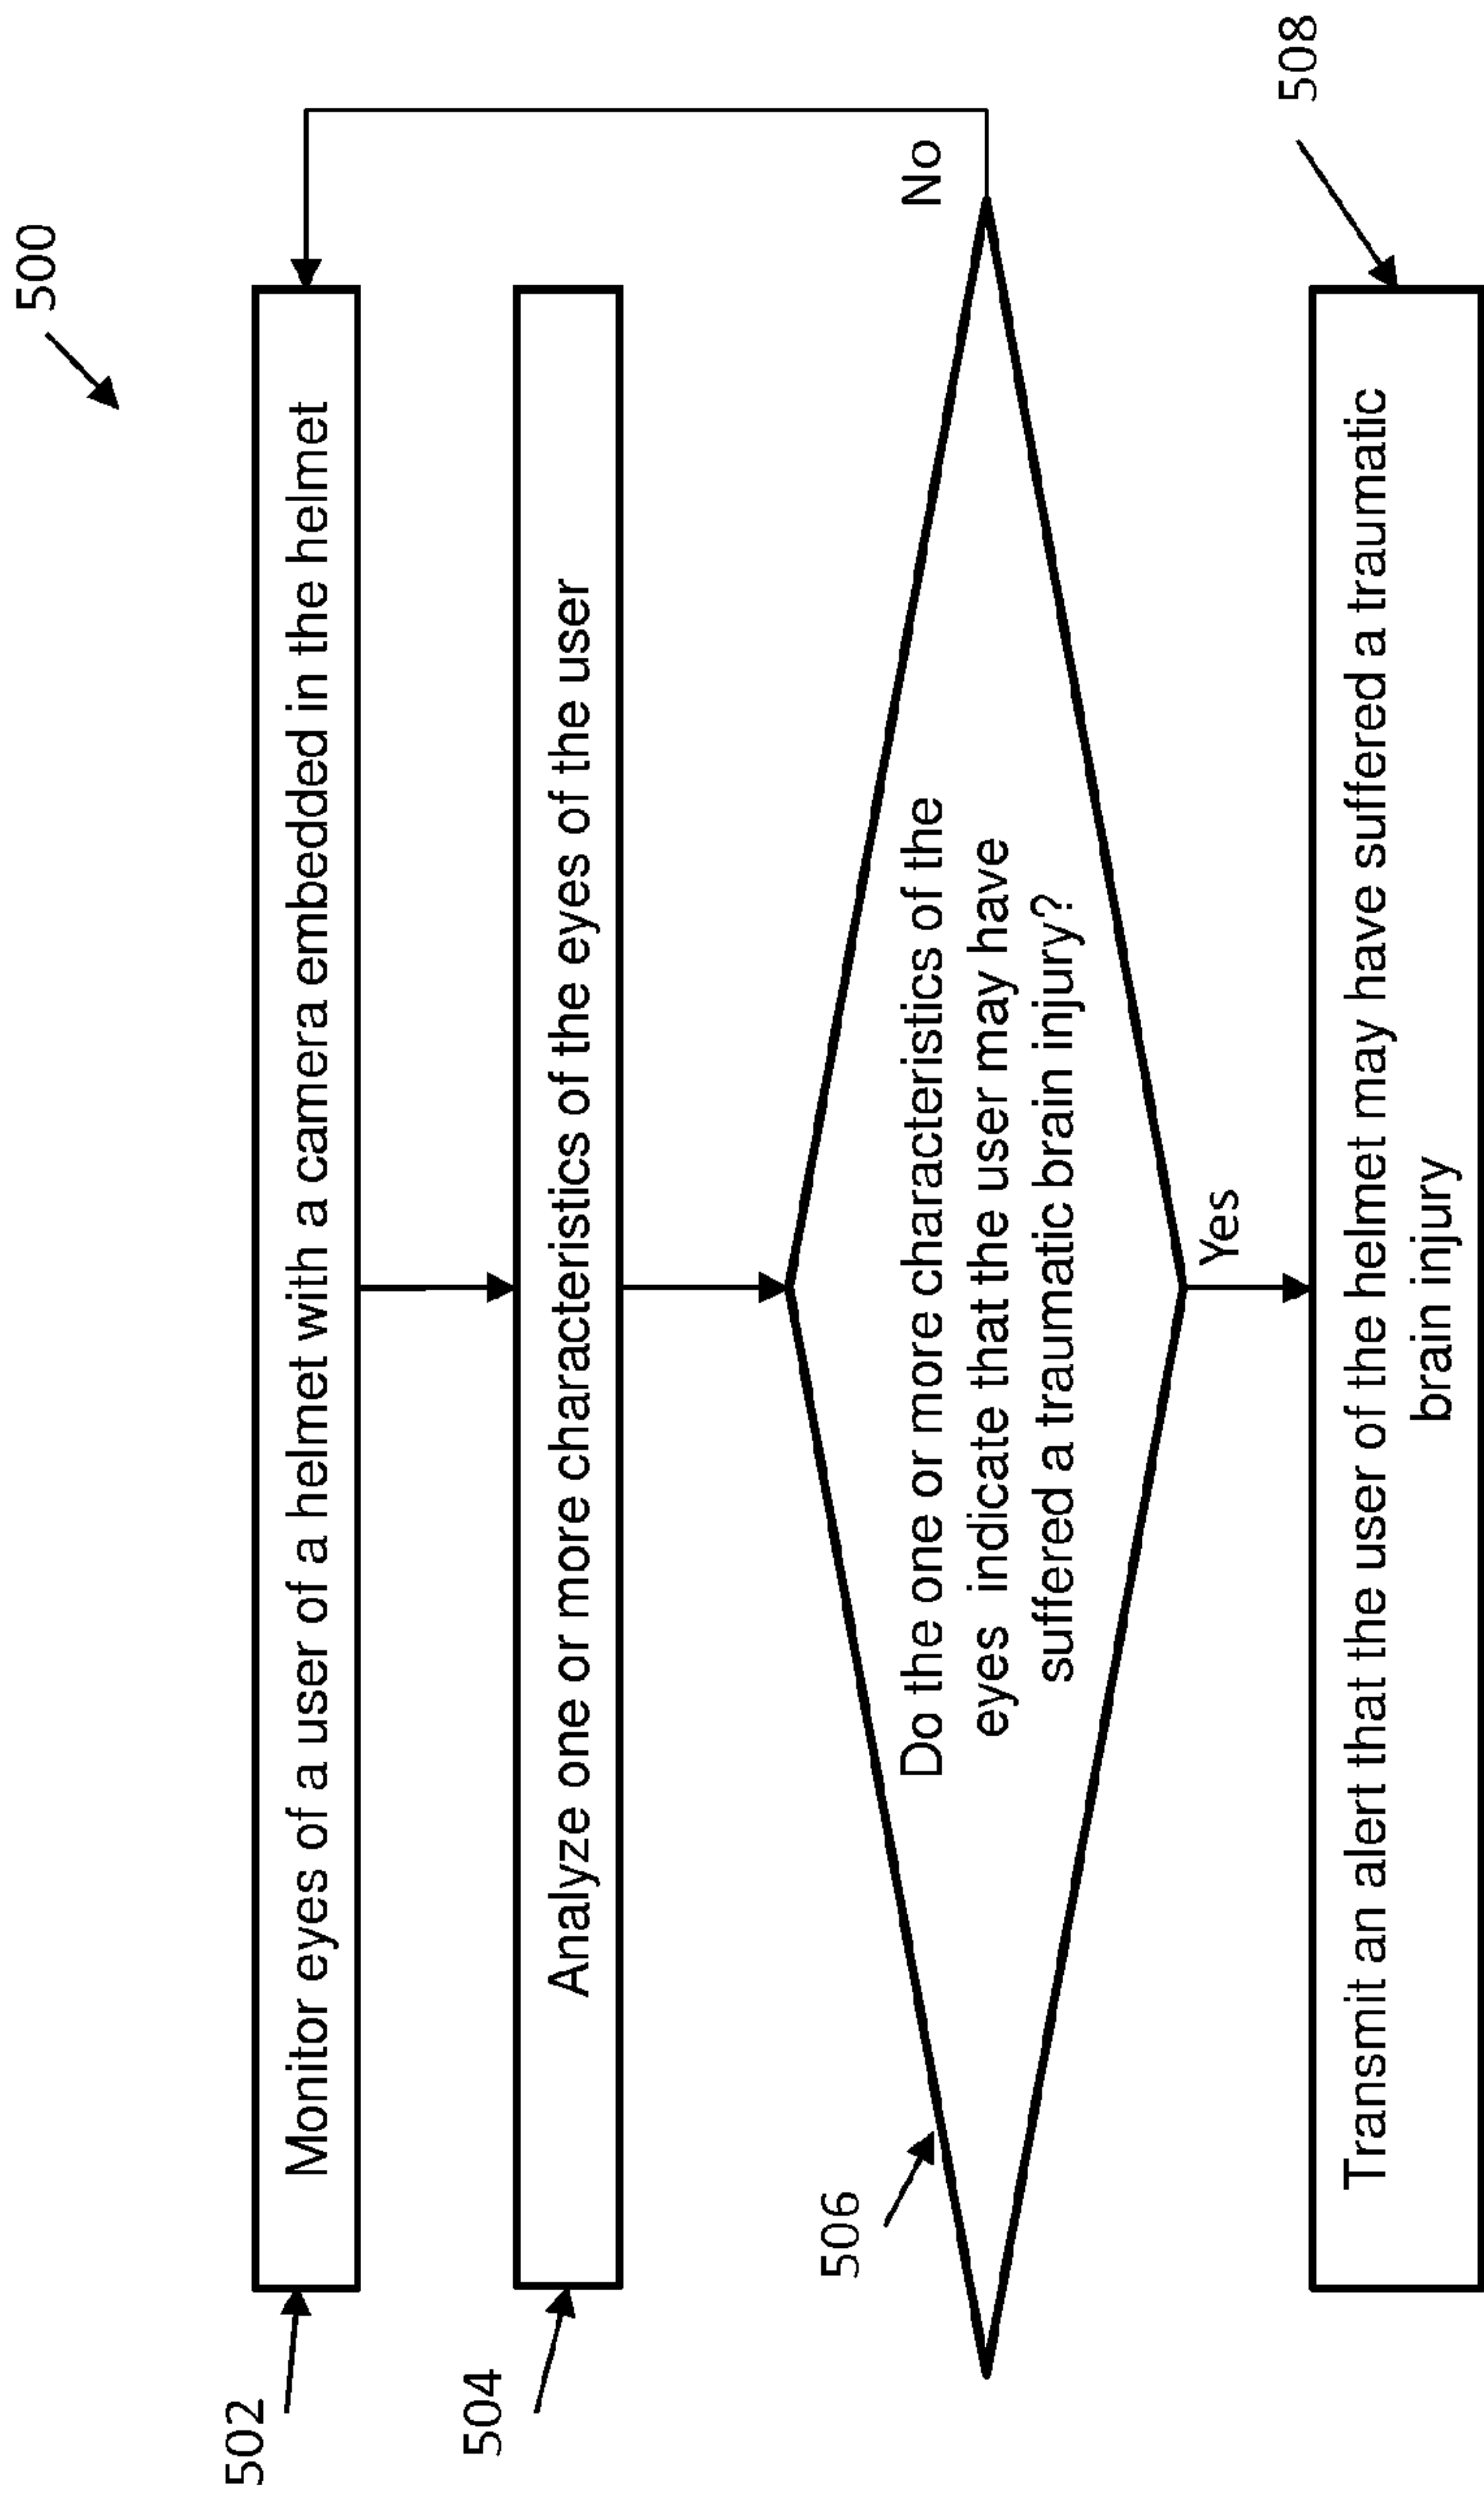 500
502
Monitor eyes of a user of a helmet with a camera embedded in the helmet
504
Analyze one or more characteristics of the eyes of the user
506
Do the one or more characteristics of the
eyes indicate that the user may have
suffered a traumatic brain injury?
No
Yes
508
Transmit an alert that the user of the helmet may have suffered a traumatic
brain injury